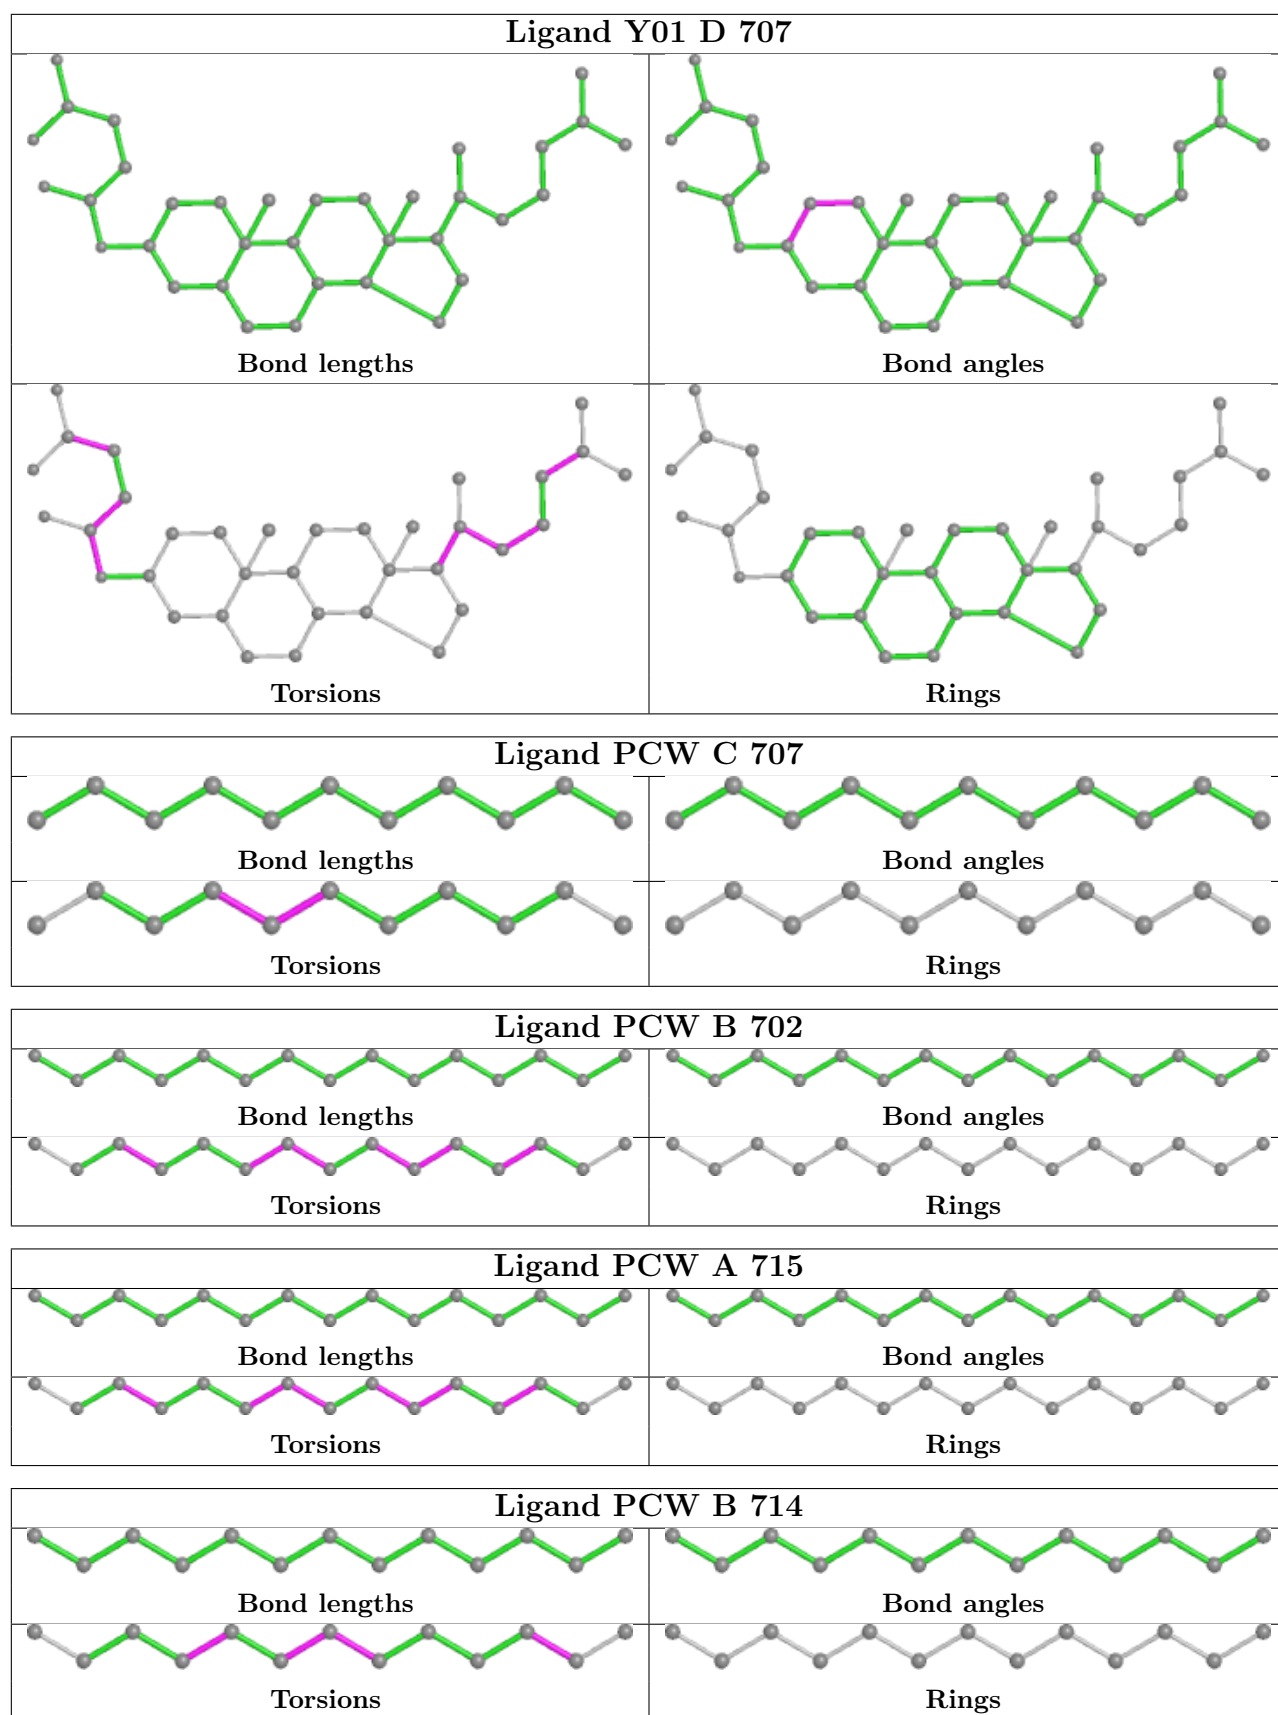 Ligand Y01 D 707
Bond lengths
Bond angles
Torsions
Rings
Ligand PCW C 707
Bond lengths
Bond angles
Torsions
Rings
Ligand PCW B 702
Bond lengths
Bond angles
Torsions
Rings
Ligand PCW A 715
Bond lengths
Bond angles
Torsions
Rings
Ligand PCW B 714
Bond lengths
Bond angles
Torsions
Rings